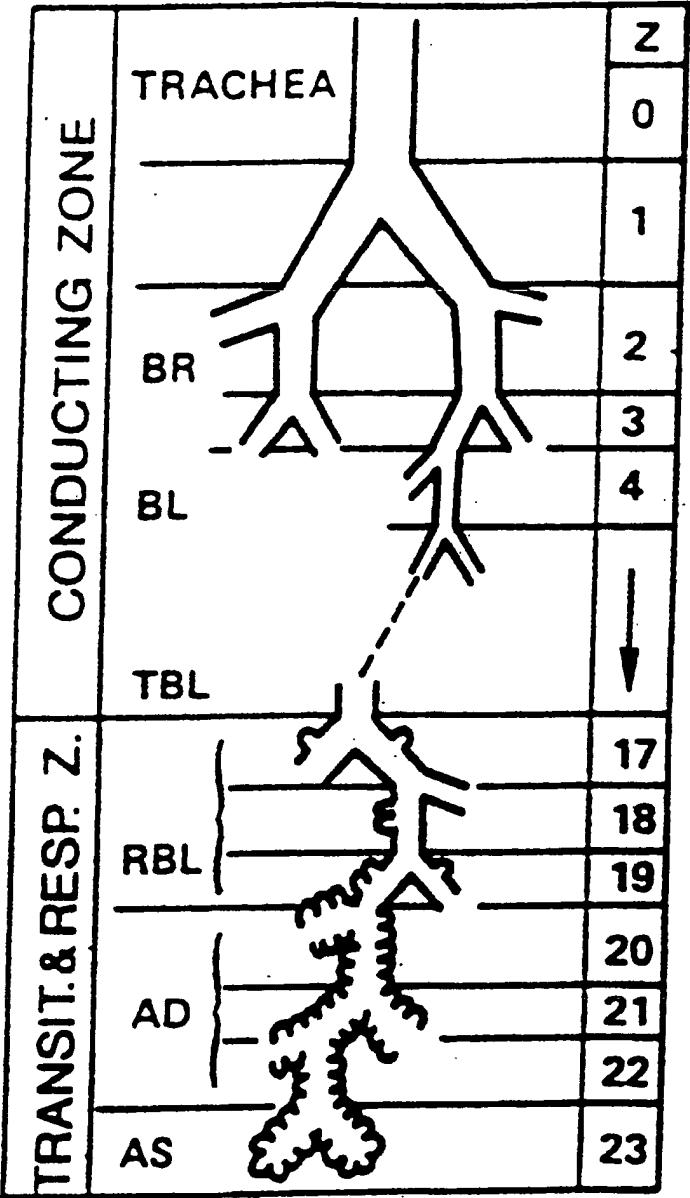 Z
TRACHEA
0
CONDUCTING ZONE
1
BR
2
3
BL
4
TBL
TRANSIT. & RESP. Z.
17
18
RBL
19
20
AD
21
22
AS
23